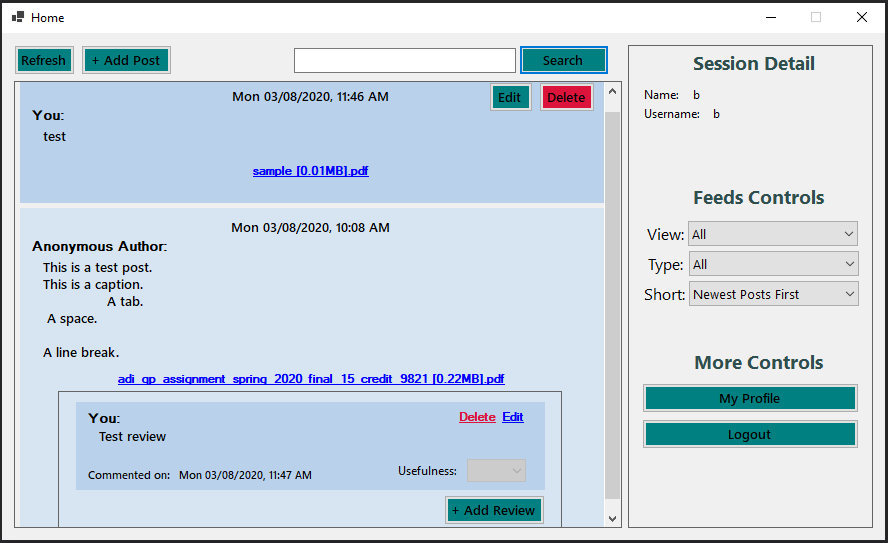 Home
Refresh
+ Add Post
Search
Mon 03/08/2020, 11:46 AM
Edit
Delete
You:
test
sample [0.01MB].pdf
Mon 03/08/2020, 10:08 AM
Anonymous Author:
This is a test post.
This is a caption.
A tab.
A space.
A line break.
adi_gp_assignment_spring_2020_final_15_credit_9821 [0.22MB].pdf
You:
Delete Edit
Test review
Commented on: Mon 03/08/2020, 11:47 AM
Usefulness:
+ Add Review
Session Detail
Name: b
Username: b
Feeds Controls
View: All
Type: All
Short: Newest Posts First
More Controls
My Profile
Logout